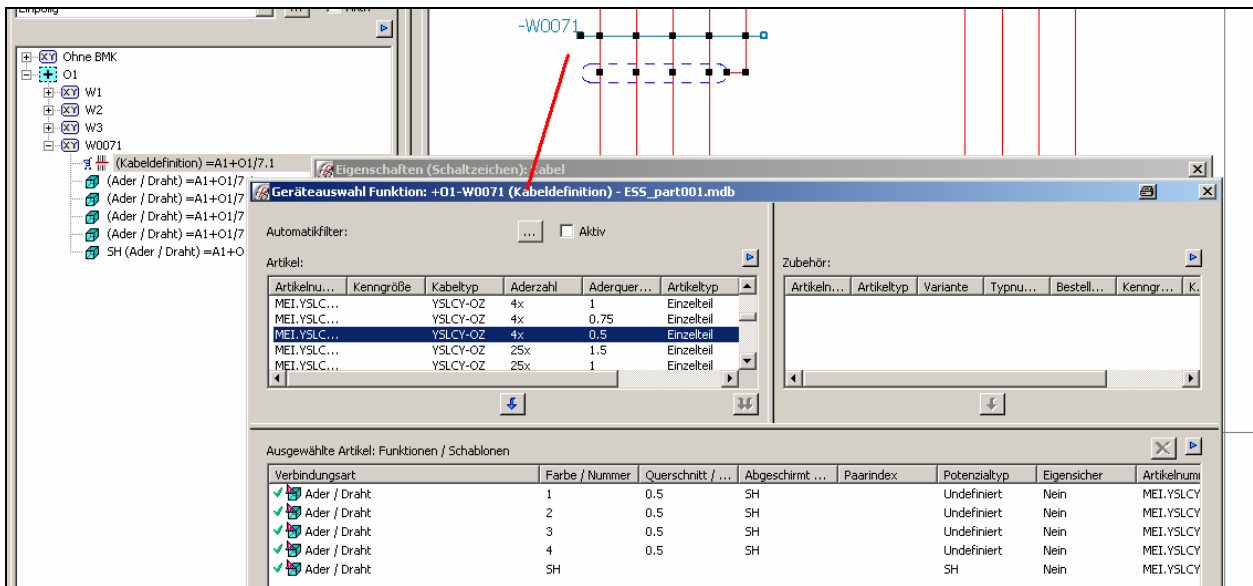 Einpolig ... Aktiv
-W0071
Ohne BMK
O1
W1
W2
W3
W0071
(Kabeldefinition) =A1+O1/7.1
(Ader / Draht) =A1+O1/7
(Ader / Draht) =A1+O1/7
(Ader / Draht) =A1+O1/7
(Ader / Draht) =A1+O1/7
SH (Ader / Draht) =A1+O
Eigenschaften (Schaltzeichen): Kabel
Geräteauswahl Funktion: +O1-W0071 (Kabeldefinition) - ESS_part001.mdb
Automatikfilter: ... Aktiv
Artikel:
Artikelnu... Kenngröße Kabeltyp Aderzahl Aderquer... Artikeltyp
MEI.YSLC... YSLCY-OZ 4x 1 Einzelteil
MEI.YSLC... YSLCY-OZ 4x 0.75 Einzelteil
MEI.YSLC... YSLCY-OZ 4x 0.5 Einzelteil
MEI.YSLC... YSLCY-OZ 25x 1.5 Einzelteil
MEI.YSLC... YSLCY-OZ 25x 1 Einzelteil
Zubehör:
Artikeln... Artikeltyp Variante Typnu... Bestell... Kenngr... K.
Ausgewählte Artikel: Funktionen / Schablonen
Verbindungsart Farbe / Nummer Querschnitt / ... Abgeschirmt ... Paarindex Potenzialtyp Eigensicher Artikelnum
Ader / Draht 1 0.5 SH Undefiniert Nein MEI.YSLCY
Ader / Draht 2 0.5 SH Undefiniert Nein MEI.YSLCY
Ader / Draht 3 0.5 SH Undefiniert Nein MEI.YSLCY
Ader / Draht 4 0.5 SH Undefiniert Nein MEI.YSLCY
Ader / Draht SH SH Nein MEI.YSLCY